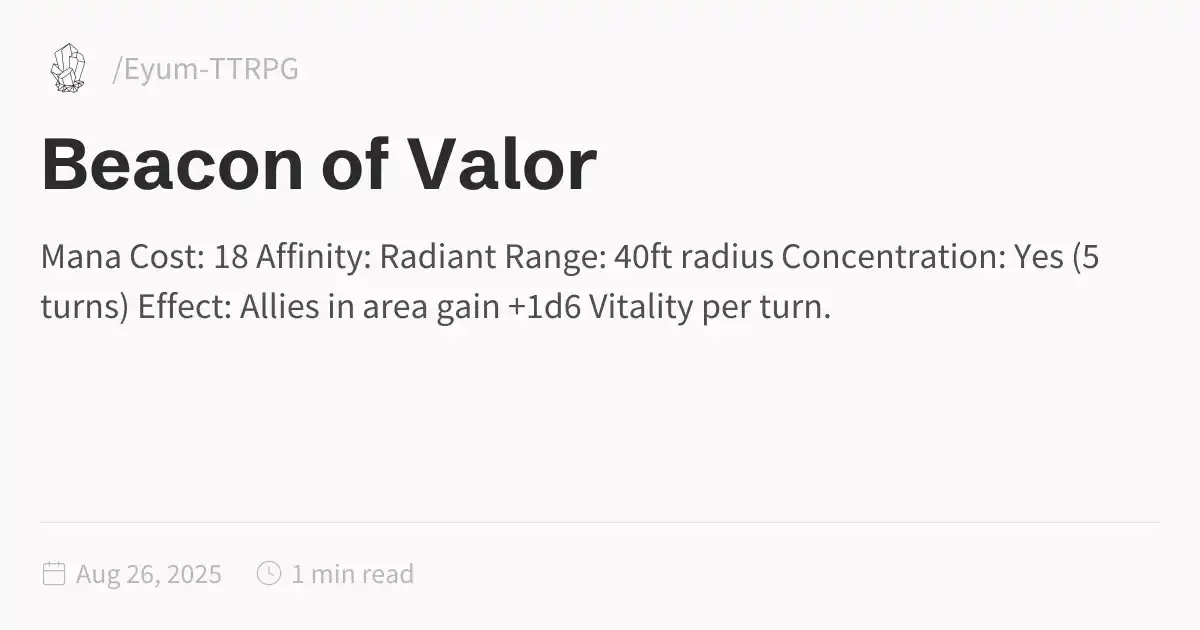 /Eyum-TTRPG
Beacon of Valor
Mana Cost: 18 Affinity: Radiant Range: 40ft radius Concentration: Yes (5
turns) Effect: Allies in area gain +1d6 Vitality per turn.
Aug 26, 2025 1 min read